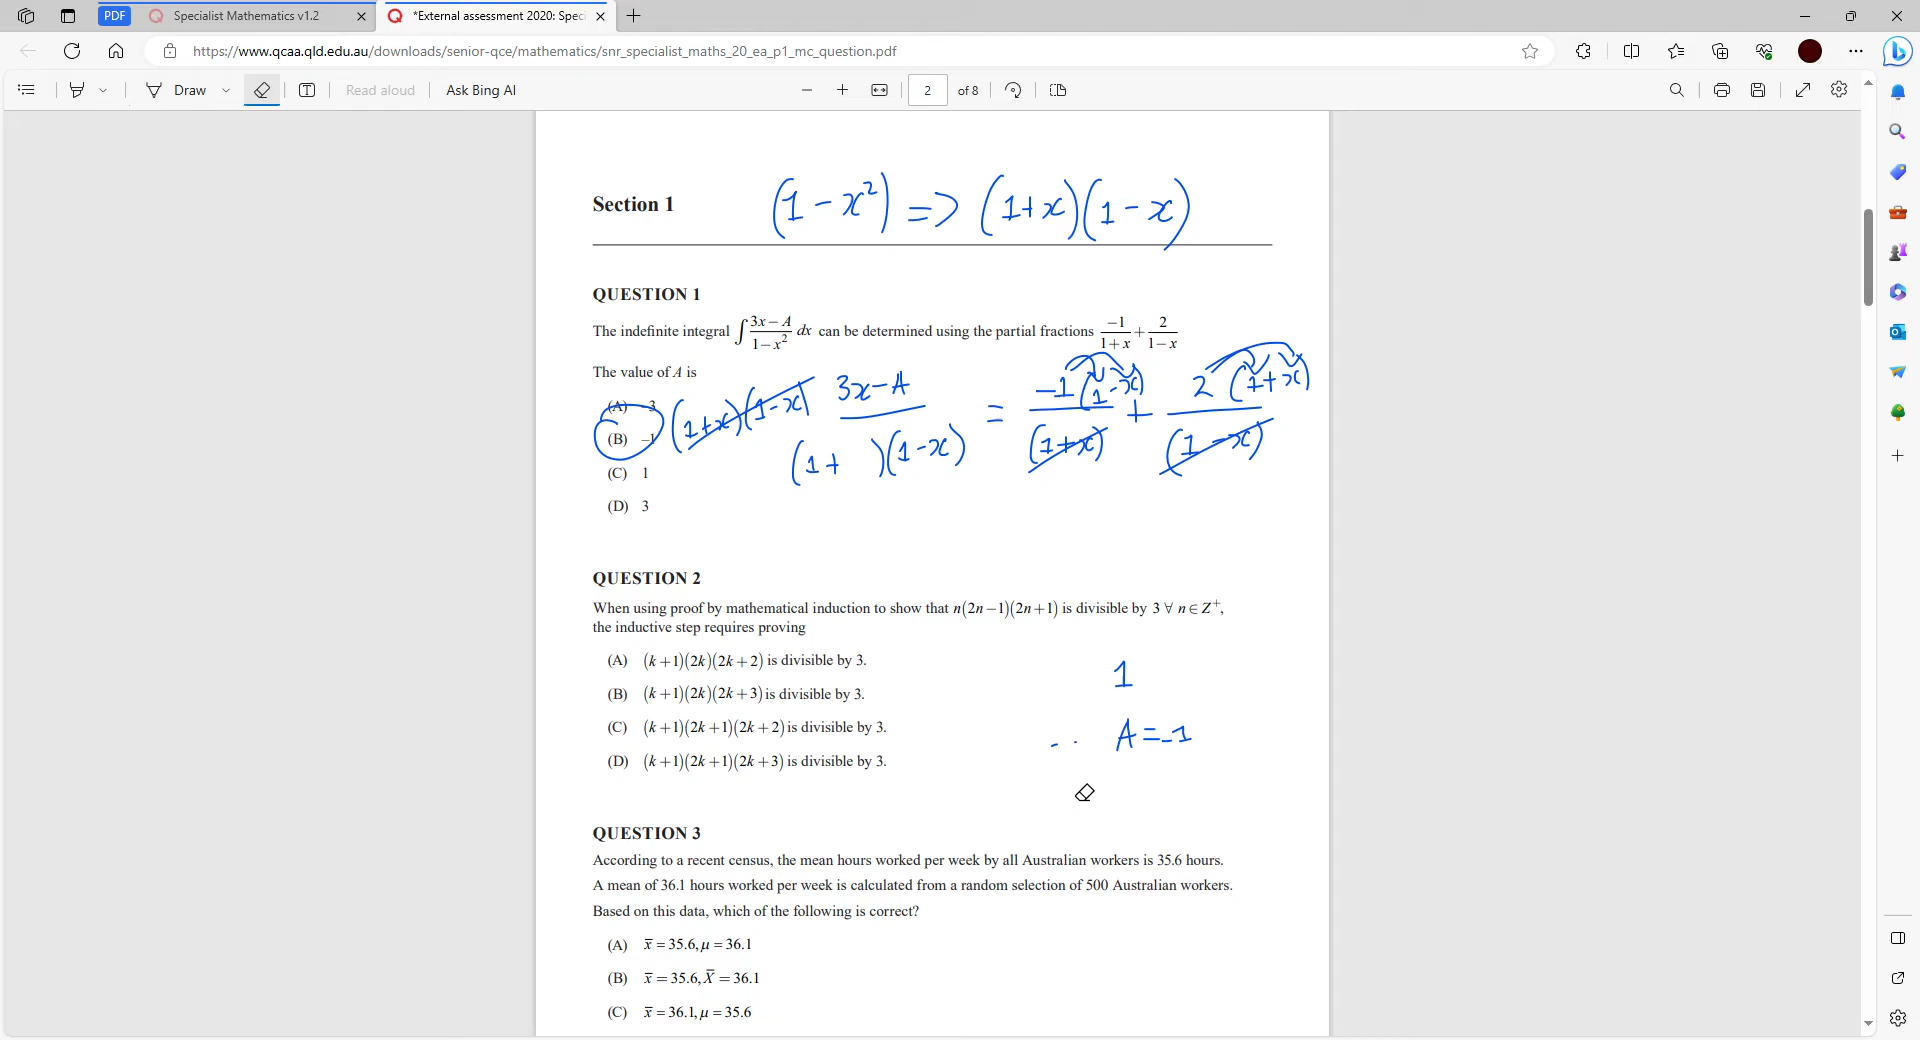 PDF Specialist Mathematics v1.2 *External assessment 2020: Spec
https://www.qcaa.qld.edu.au/downloads/senior-qce/mathematics/snr_specialist_maths_20_ea_p1_mc_question.pdf
Draw Read aloud Ask Bing AI 2 of 8
Section 1 (1-x²) => (1+x)(1-x)
QUESTION 1
The indefinite integral ∫ (3x − A)/(1 − x²) dx can be determined using the partial fractions −1/(1+x) + 2/(1−x)
The value of A is
(1+x)(1-x) (3x-A)/((1+ )(1-x)) = -1(1-x)/(1+x) + 2(1+x)/(1-x)
(A) −3
(B) −1
(C) 1
(D) 3
QUESTION 2
When using proof by mathematical induction to show that n(2n−1)(2n+1) is divisible by 3 ∀ n ∈ Z⁺,
the inductive step requires proving
(A) (k+1)(2k)(2k+2) is divisible by 3.
1
(B) (k+1)(2k)(2k+3) is divisible by 3.
(C) (k+1)(2k+1)(2k+2) is divisible by 3.
A=-1
(D) (k+1)(2k+1)(2k+3) is divisible by 3.
QUESTION 3
According to a recent census, the mean hours worked per week by all Australian workers is 35.6 hours.
A mean of 36.1 hours worked per week is calculated from a random selection of 500 Australian workers.
Based on this data, which of the following is correct?
(A) x̄ = 35.6, μ = 36.1
(B) x̄ = 35.6, X̄ = 36.1
(C) x̄ = 36.1, μ = 35.6